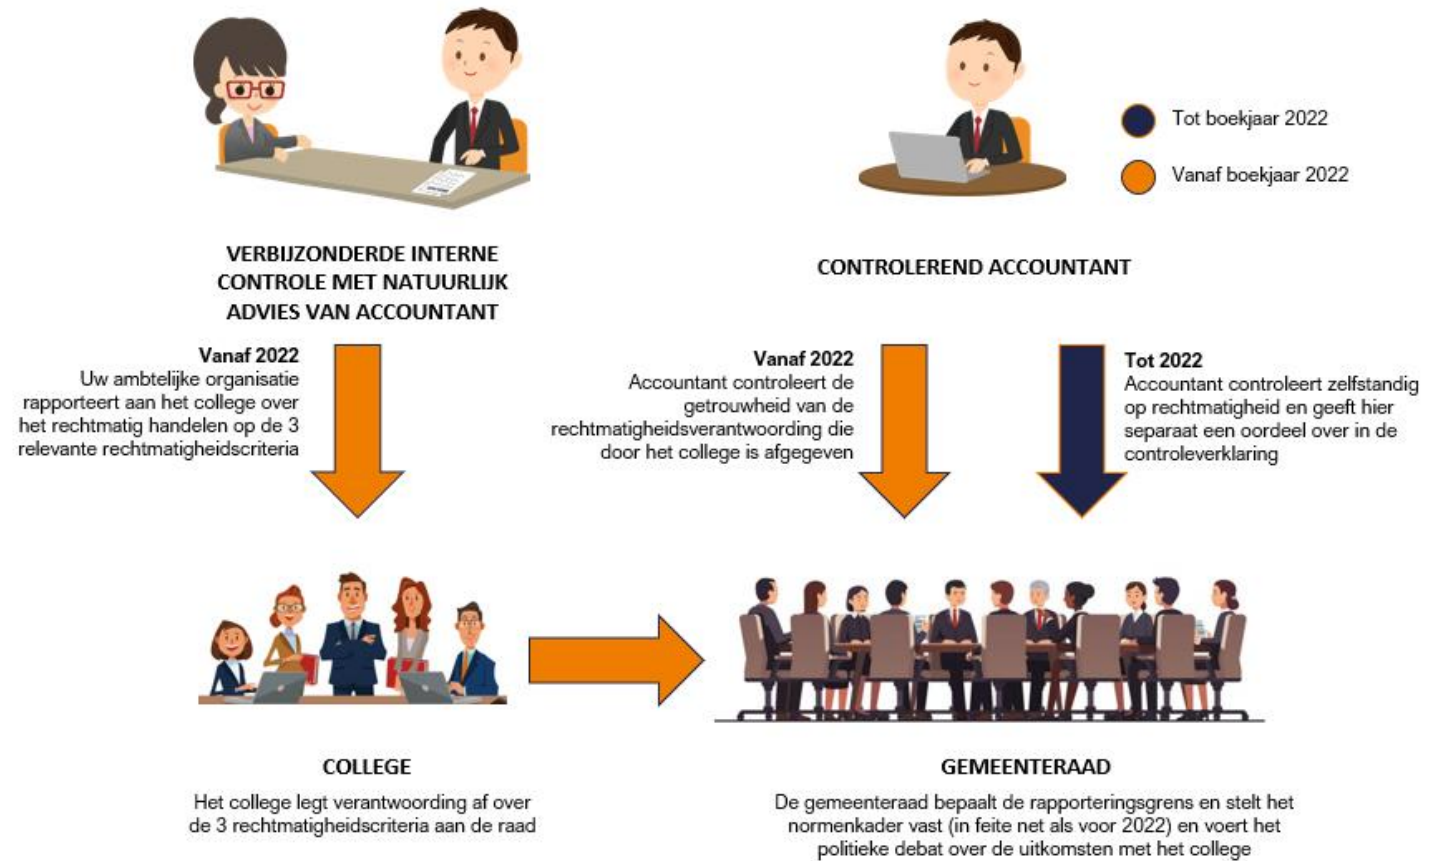 Tot boekjaar 2022
Vanaf boekjaar 2022
VERBIJZONDERDE INTERNE
CONTROLE MET NATUURLIJK
ADVIES VAN ACCOUNTANT
CONTROLEREND ACCOUNTANT
Vanaf 2022
Uw ambtelijke organisatie
rapporteert aan het college over
het rechtmatig handelen op de 3
relevante rechtmatigheidscriteria
Vanaf 2022
Accountant controleert de
getrouwheid van de
rechtmatigheidsverantwoording die
door het college is afgegeven
Tot 2022
Accountant controleert zelfstandig
op rechtmatigheid en geeft hier
separaat een oordeel over in de
controleverklaring
COLLEGE
Het college legt verantwoording af over
de 3 rechtmatigheidscriteria aan de raad
GEMEENTERAAD
De gemeenteraad bepaalt de rapporteringsgrens en stelt het
normenkader vast (in feite net als voor 2022) en voert het
politieke debat over de uitkomsten met het college